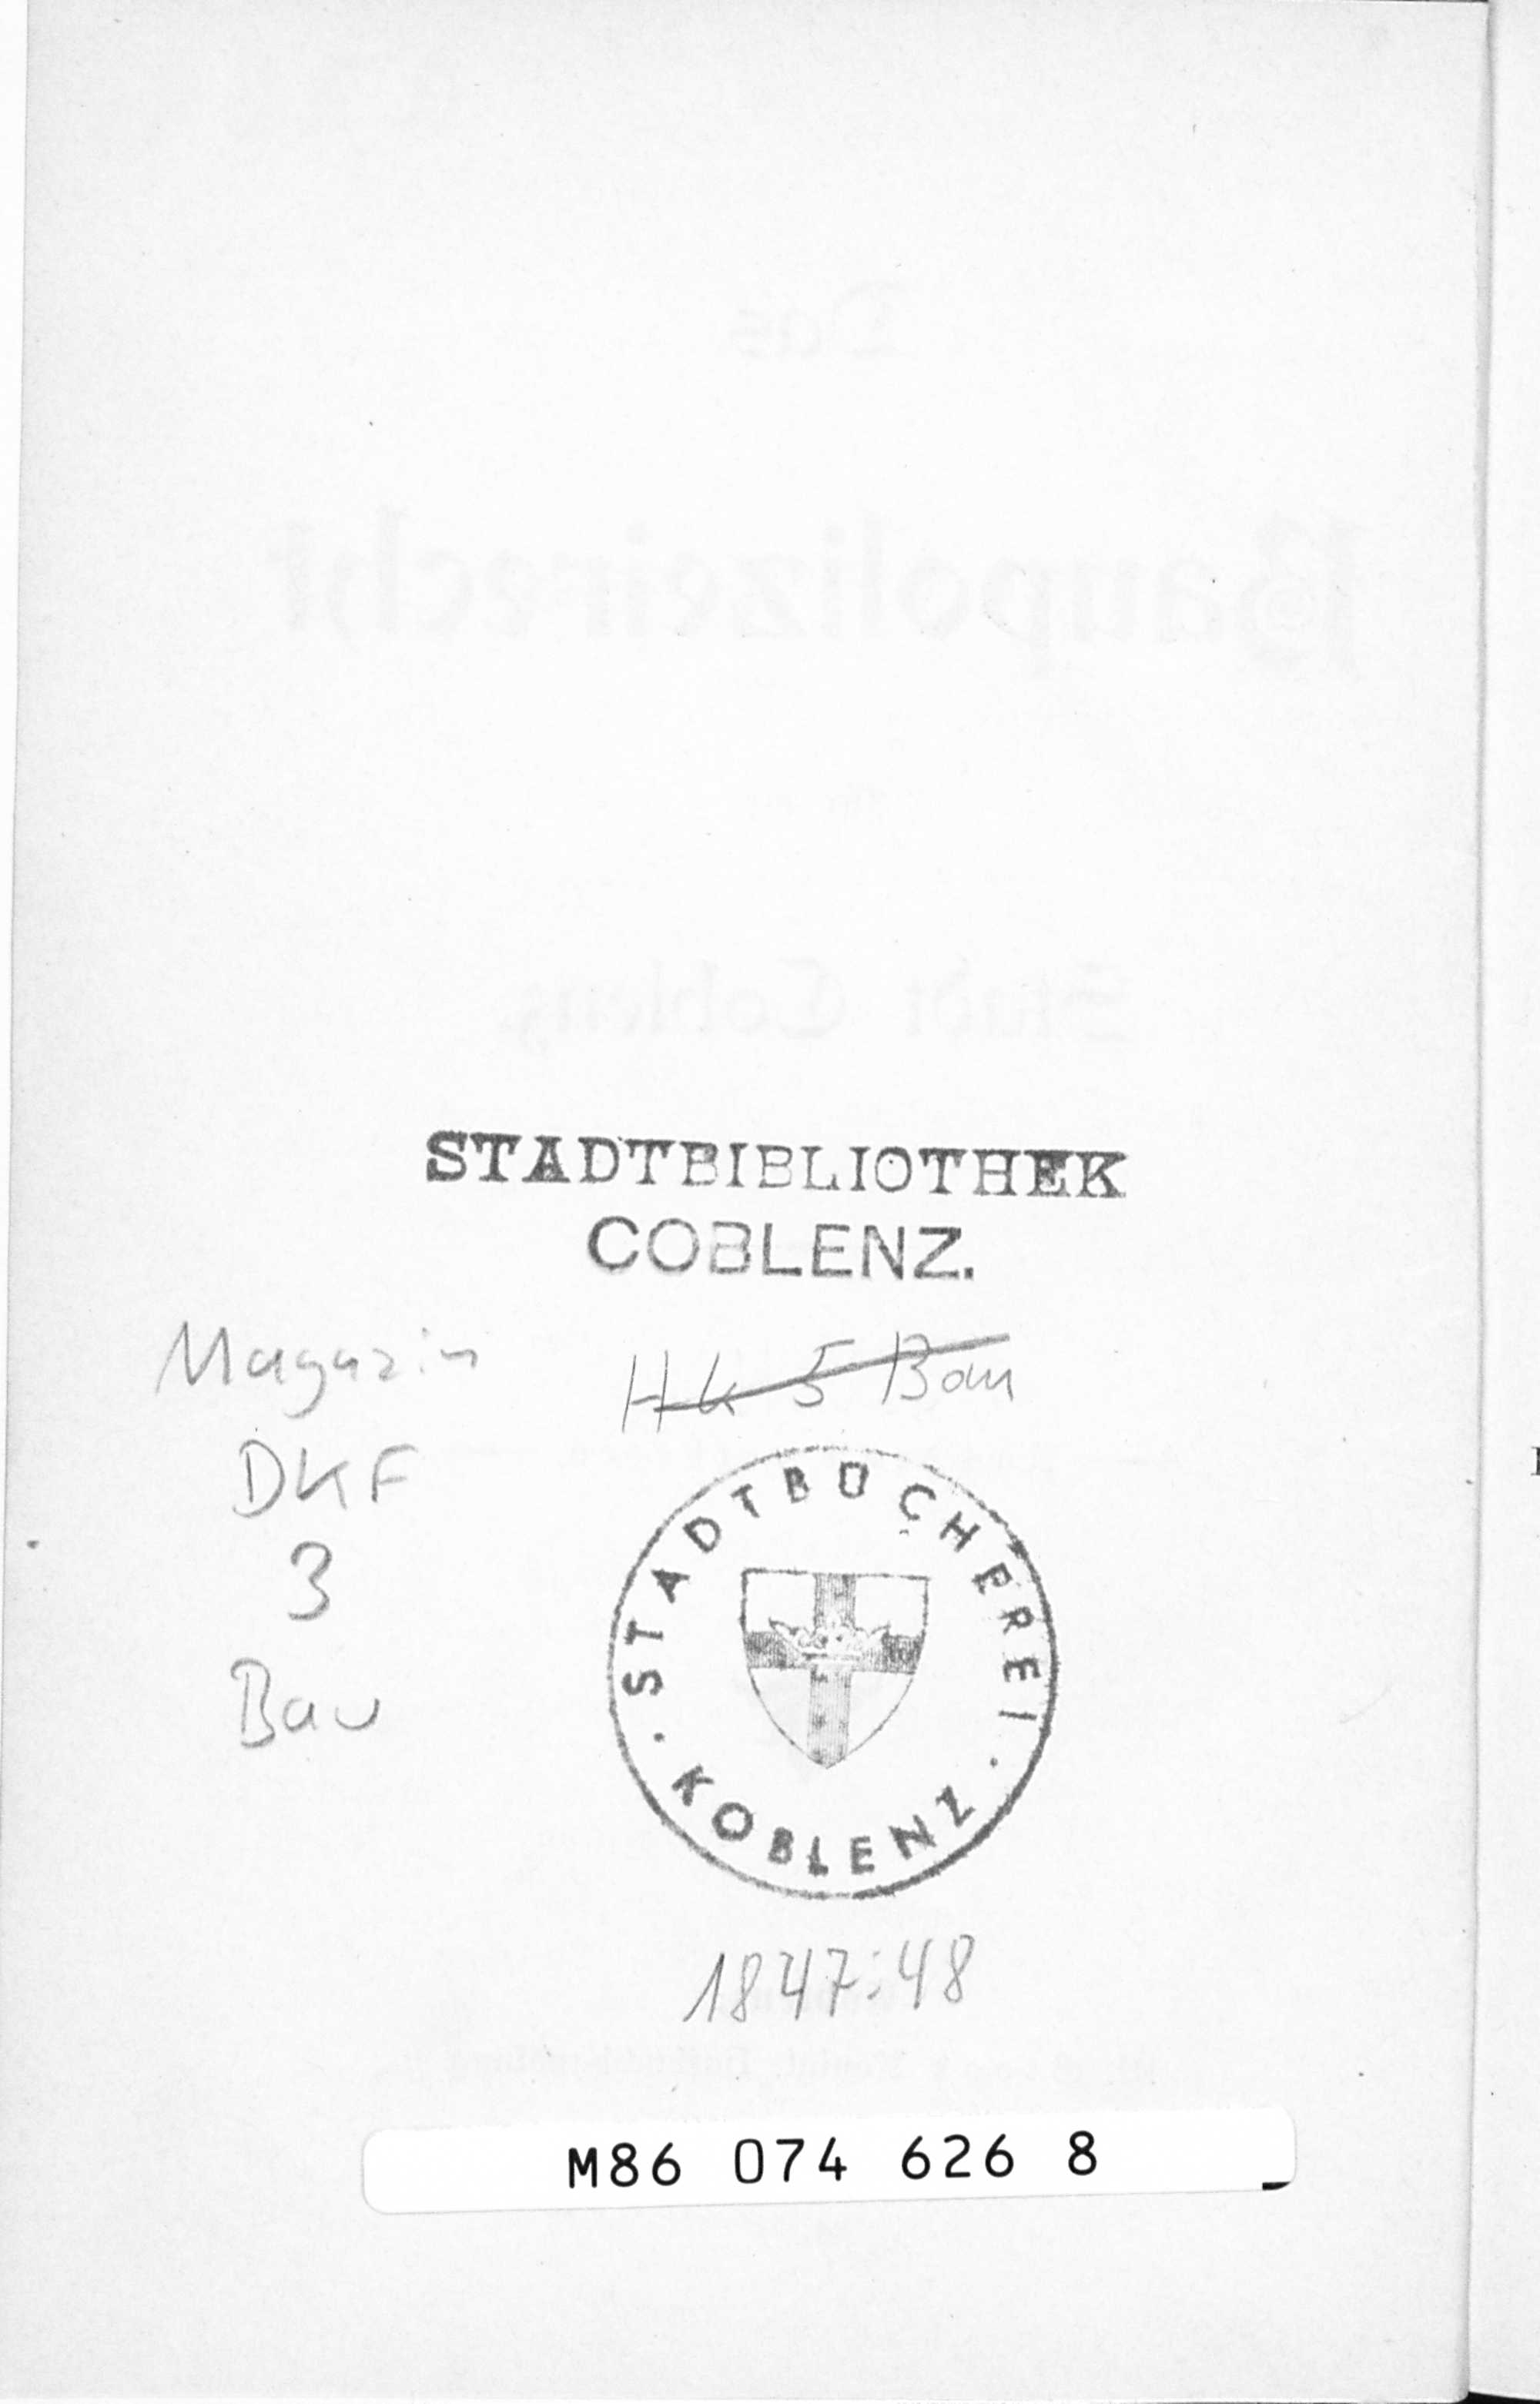 STADTBIBLIOTHEK
COBLENZ.
Magazin
DKF
3
Bau
Hk 5 Bau
STADTBÜCHEREI
· KOBLENZ ·
1847:48
M86 074 626 8